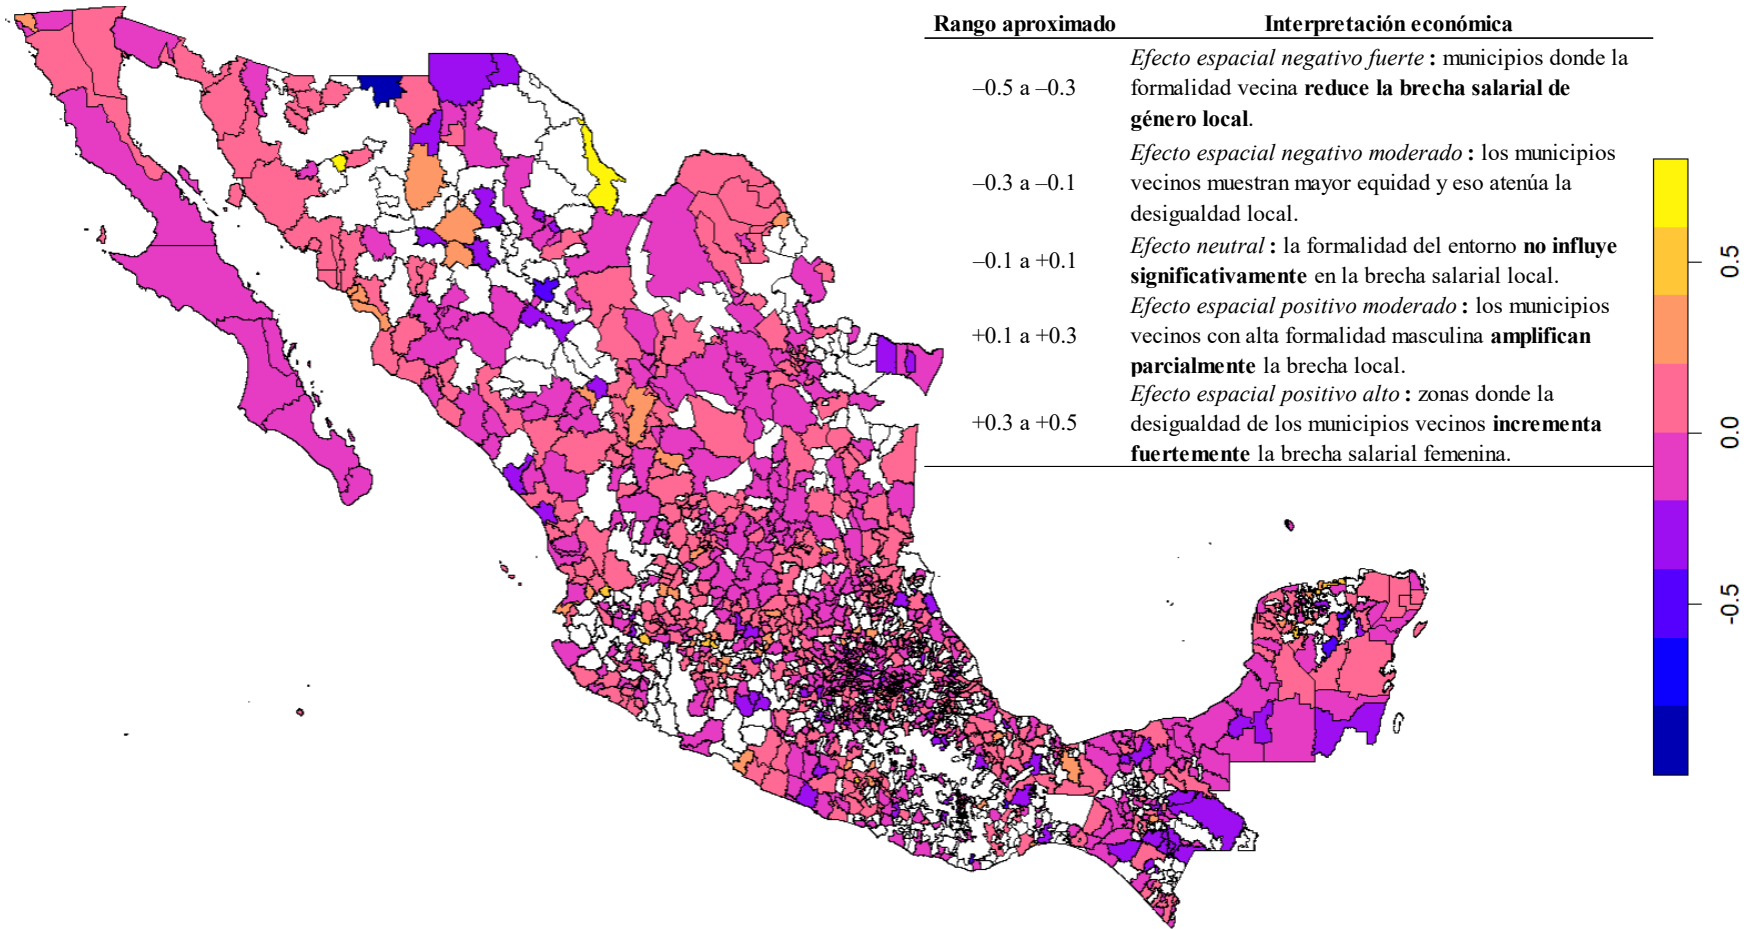 Rango aproximado Interpretación económica
–0.5 a –0.3
Efecto espacial negativo fuerte : municipios donde la
formalidad vecina reduce la brecha salarial de
género local.
–0.3 a –0.1
Efecto espacial negativo moderado : los municipios
vecinos muestran mayor equidad y eso atenúa la
desigualdad local.
–0.1 a +0.1
Efecto neutral : la formalidad del entorno no influye
significativamente en la brecha salarial local.
+0.1 a +0.3
Efecto espacial positivo moderado : los municipios
vecinos con alta formalidad masculina amplifican
parcialmente la brecha local.
+0.3 a +0.5
Efecto espacial positivo alto : zonas donde la
desigualdad de los municipios vecinos incrementa
fuertemente la brecha salarial femenina.
0.5
0.0
-0.5